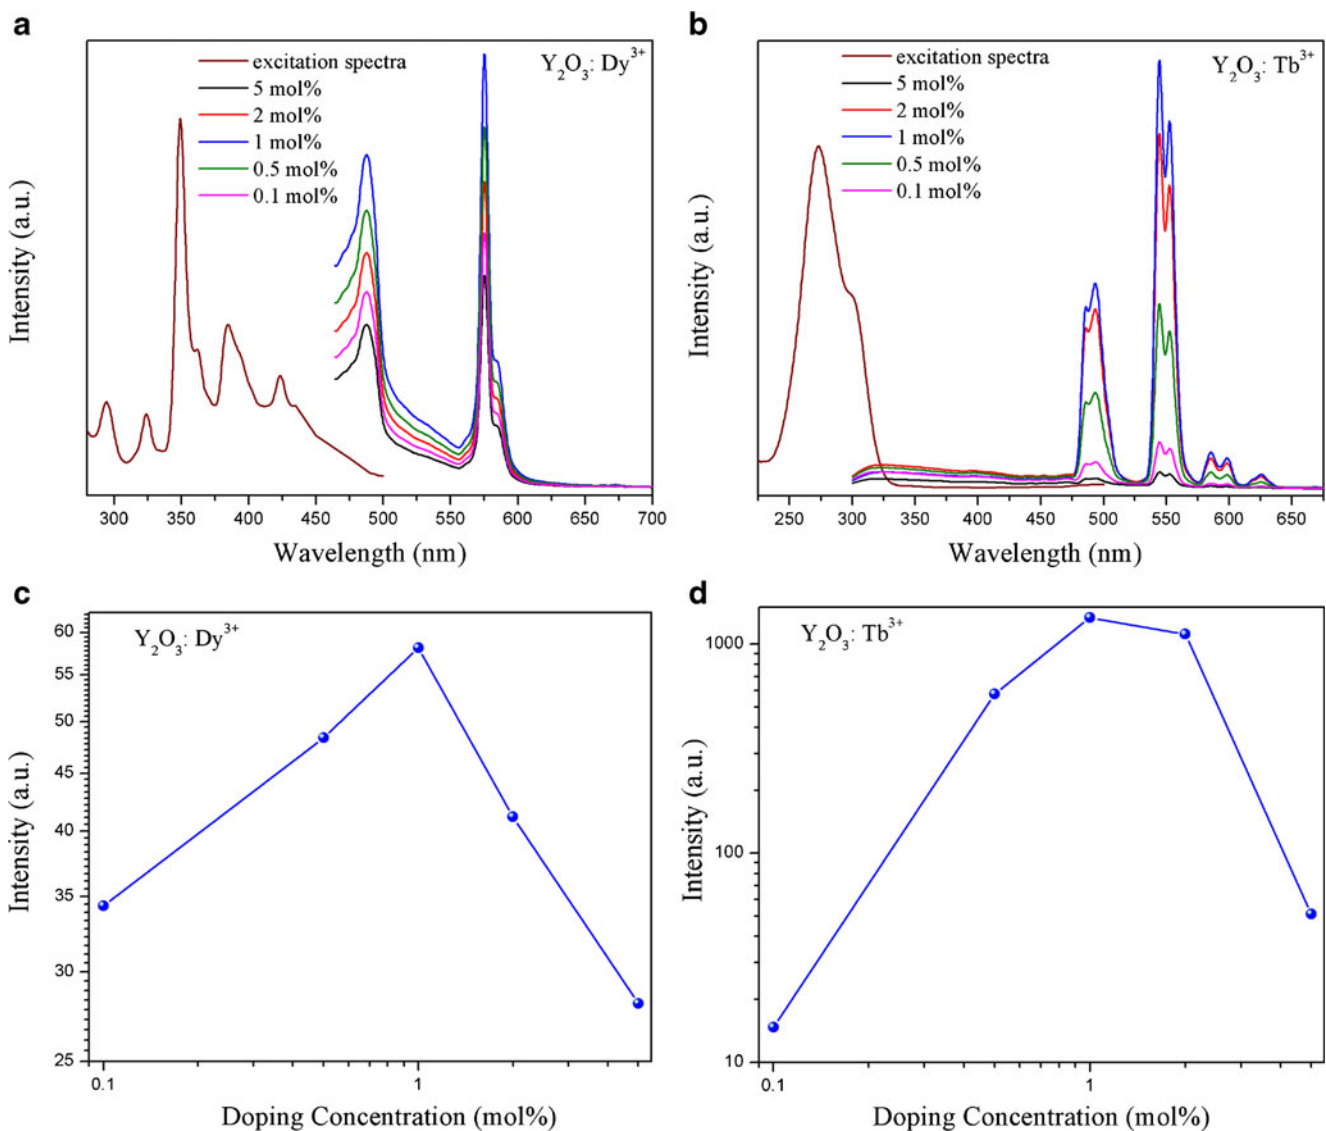 a
Y₂O₃: Dy³⁺
excitation spectra
5 mol%
2 mol%
1 mol%
0.5 mol%
0.1 mol%
Intensity (a.u.)
300 350 400 450 500 550 600 650 700
Wavelength (nm)
b
Y₂O₃: Tb³⁺
excitation spectra
5 mol%
2 mol%
1 mol%
0.5 mol%
0.1 mol%
Intensity (a.u.)
250 300 400 450 500 550 600 650
Wavelength (nm)
c
Y₂O₃: Dy³⁺
60
55
50
45
40
35
30
25
Intensity (a.u.)
0.1 1
Doping Concentration (mol%)
d
Y₂O₃: Tb³⁺
1000
100
10
Intensity (a.u.)
0.1 1
Doping Concentration (mol%)